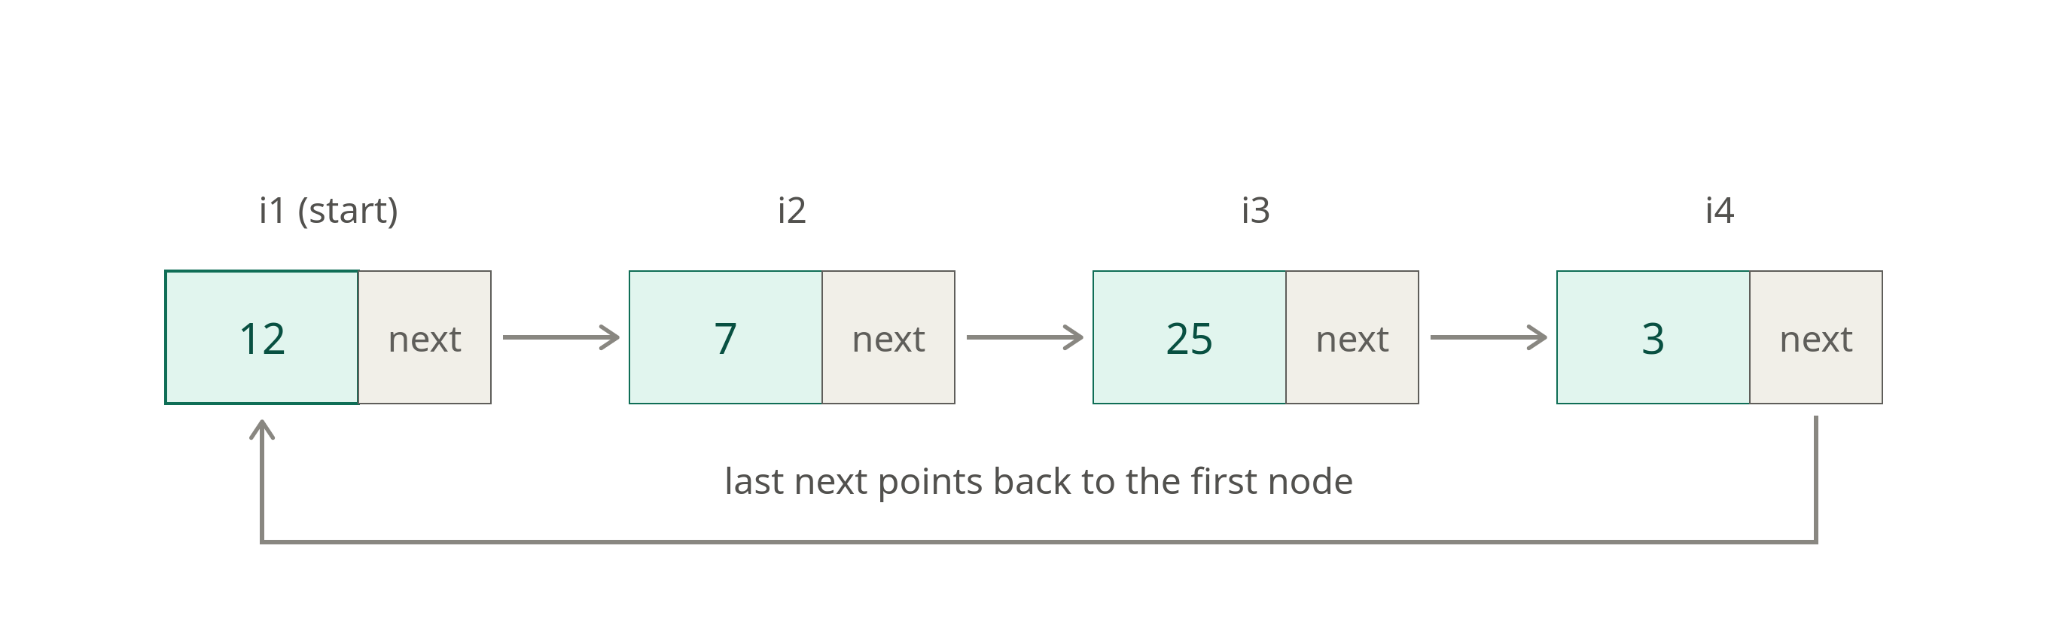 i1 (start)
i2
i3
i4
12
next
7
next
25
next
3
next
last next points back to the first node